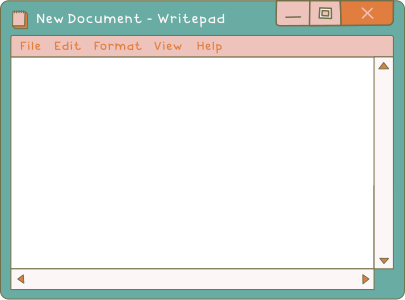 New Document - Writepad
File Edit Format View Help